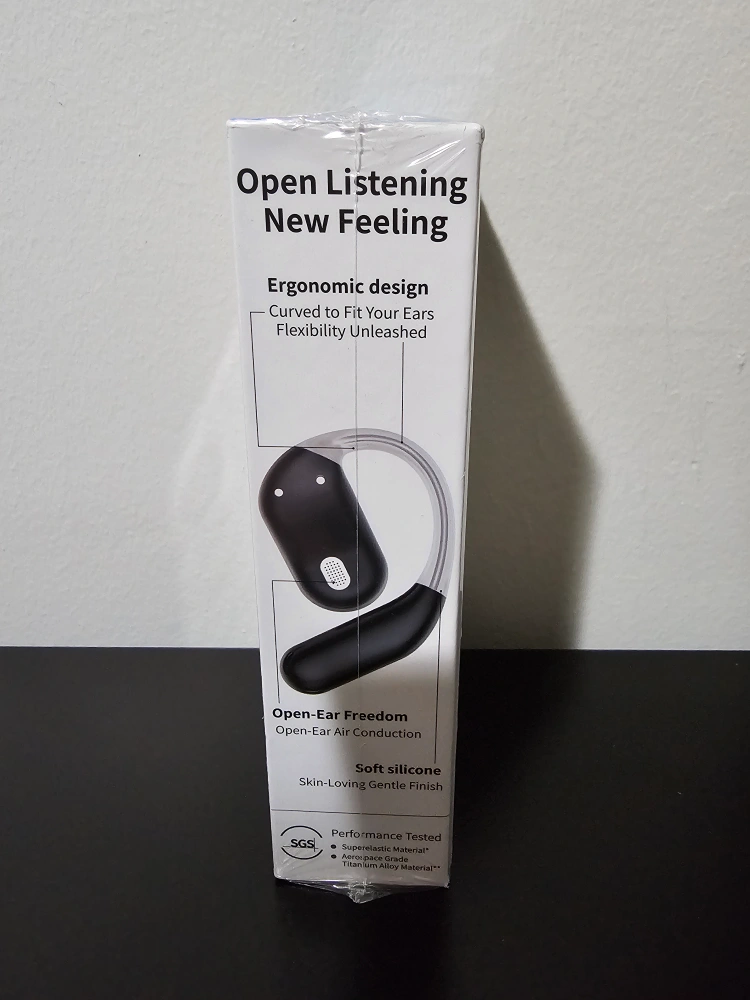 Open Listening
New Feeling
Ergonomic design
Curved to Fit Your Ears
Flexibility Unleashed
Open-Ear Freedom
Open-Ear Air Conduction
Soft silicone
Skin-Loving Gentle Finish
SGS
Performance Tested
● Superelastic Material*
● Aerospace Grade
Titanium Alloy Material**